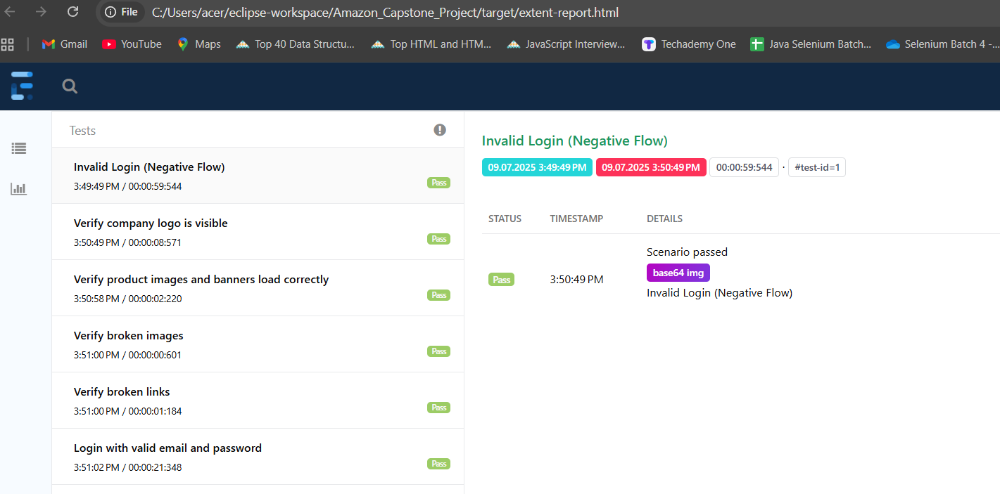 File C:/Users/acer/eclipse-workspace/Amazon_Capstone_Project/target/extent-report.html
Gmail YouTube Maps Top 40 Data Structu... Top HTML and HTM... JavaScript Interview... Techademy One Java Selenium Batch... Selenium Batch 4 -...
Tests
Invalid Login (Negative Flow)
3:49:49 PM / 00:00:59:544
Pass
Verify company logo is visible
3:50:49 PM / 00:00:08:571
Pass
Verify product images and banners load correctly
3:50:58 PM / 00:00:02:220
Pass
Verify broken images
3:51:00 PM / 00:00:00:601
Pass
Verify broken links
3:51:00 PM / 00:00:01:184
Pass
Login with valid email and password
3:51:02 PM / 00:00:21:348
Pass
Invalid Login (Negative Flow)
09.07.2025 3:49:49 PM 09.07.2025 3:50:49 PM 00:00:59:544 · #test-id=1
STATUS TIMESTAMP DETAILS
Scenario passed
Pass 3:50:49 PM base64 img
Invalid Login (Negative Flow)